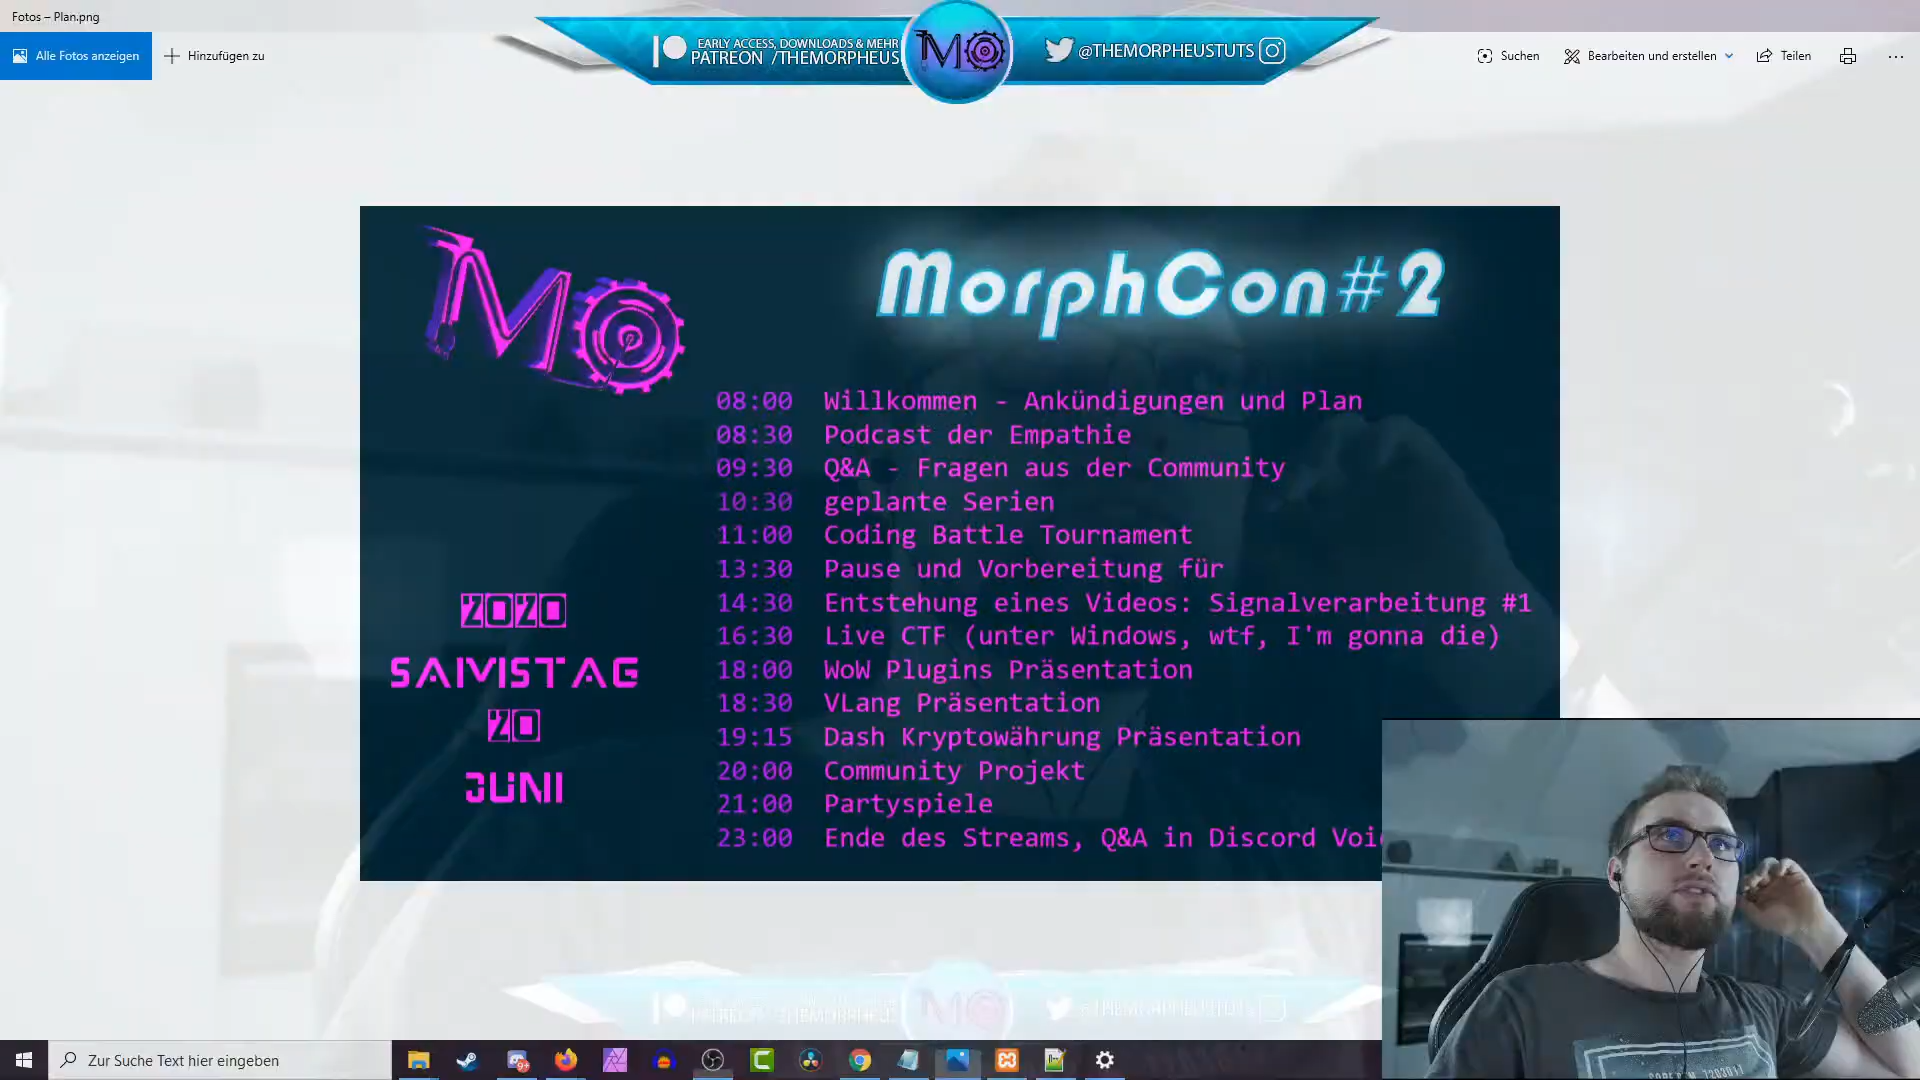 Fotos – Plan.png
Alle Fotos anzeigen
Hinzufügen zu
EARLY ACCESS, DOWNLOADS & MEHR
PATREON /THEMORPHEUS
MO
@THEMORPHEUSTUTS
Suchen
Bearbeiten und erstellen
Teilen
MO
MorphCon#2
08:00 Willkommen - Ankündigungen und Plan
08:30 Podcast der Empathie
09:30 Q&A - Fragen aus der Community
10:30 geplante Serien
11:00 Coding Battle Tournament
13:30 Pause und Vorbereitung für
14:30 Entstehung eines Videos: Signalverarbeitung #1
16:30 Live CTF (unter Windows, wtf, I'm gonna die)
18:00 WoW Plugins Präsentation
18:30 VLang Präsentation
19:15 Dash Kryptowährung Präsentation
20:00 Community Projekt
21:00 Partyspiele
23:00 Ende des Streams, Q&A in Discord
2020
SAMSTAG
20
JUNI
@THEMORPHEUSTUTS
Zur Suche Text hier eingeben